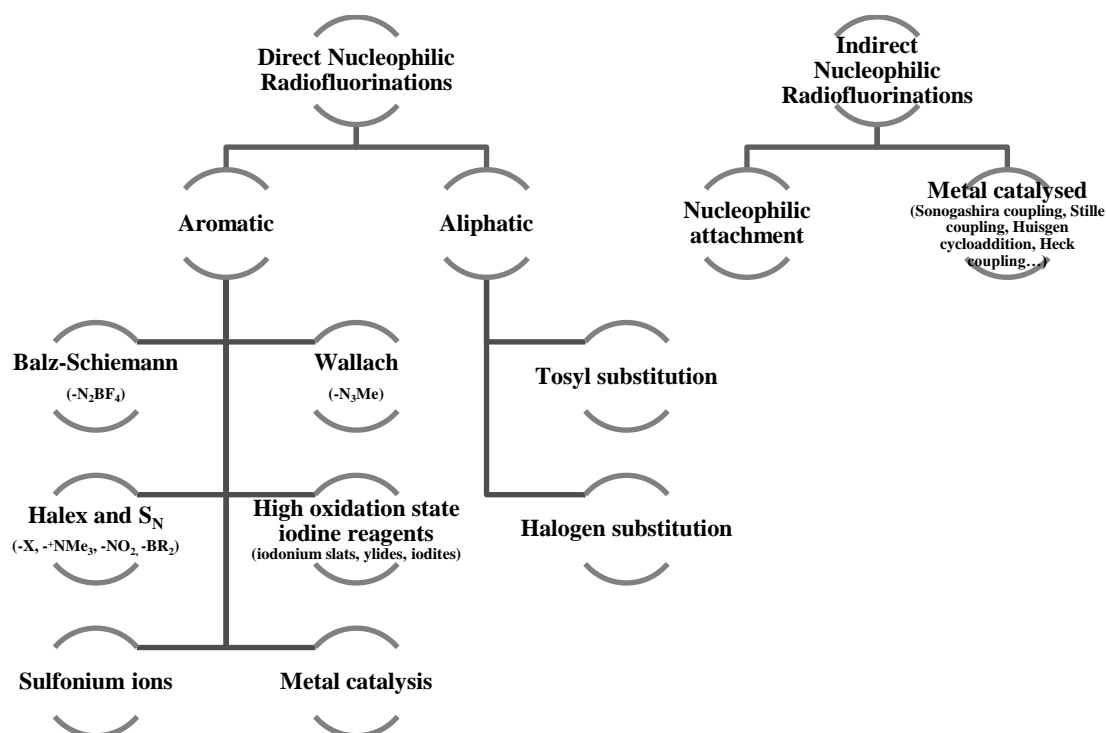 Direct Nucleophilic
Radiofluorinations
Indirect
Nucleophilic
Radiofluorinations
Aromatic
Aliphatic
Nucleophilic
attachment
Metal catalysed
(Sonogashira coupling, Stille
coupling, Huisgen
cycloaddition, Heck
coupling…)
Balz-Schiemann
(-N₂BF₄)
Wallach
(-N₃Me)
Tosyl substitution
Halex and S_N
(-X, -⁺NMe₃, -NO₂, -BR₂)
High oxidation state
iodine reagents
(iodonium slats, ylides, iodites)
Halogen substitution
Sulfonium ions
Metal catalysis